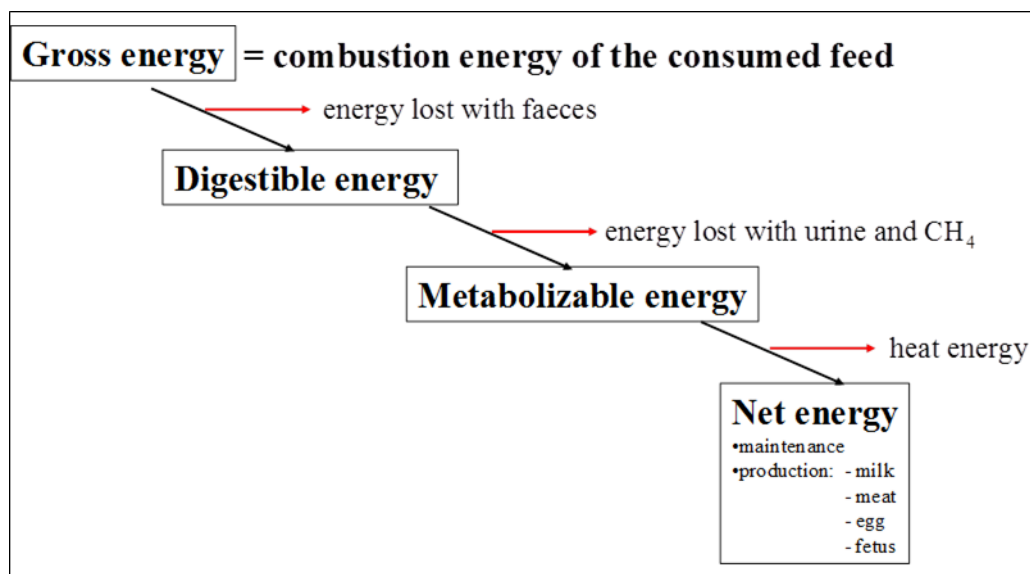 Gross energy = combustion energy of the consumed feed
energy lost with faeces
Digestible energy
energy lost with urine and CH₄
Metabolizable energy
heat energy
Net energy
•maintenance
•production: - milk
- meat
- egg
- fetus